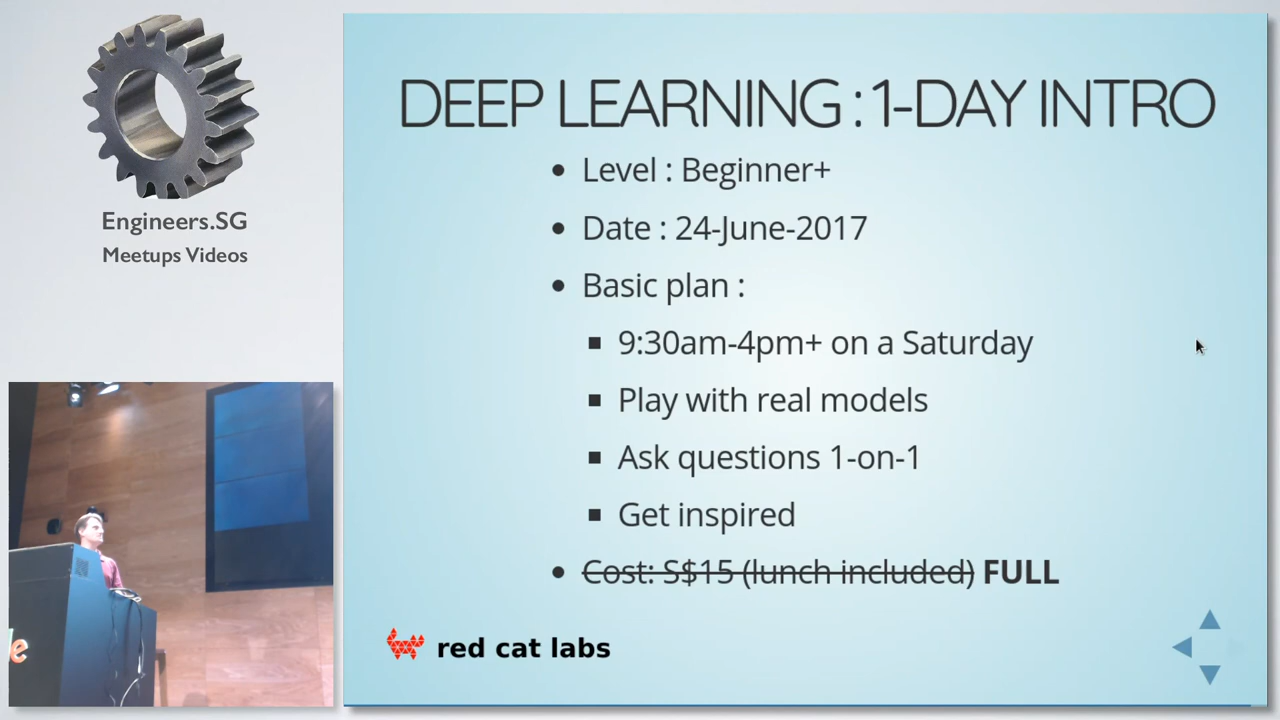 Engineers.SG
Meetups Videos
DEEP LEARNING : 1-DAY INTRO
• Level : Beginner+
• Date : 24-June-2017
• Basic plan :
▪ 9:30am-4pm+ on a Saturday
▪ Play with real models
▪ Ask questions 1-on-1
▪ Get inspired
• Cost: S$15 (lunch included) FULL
red cat labs